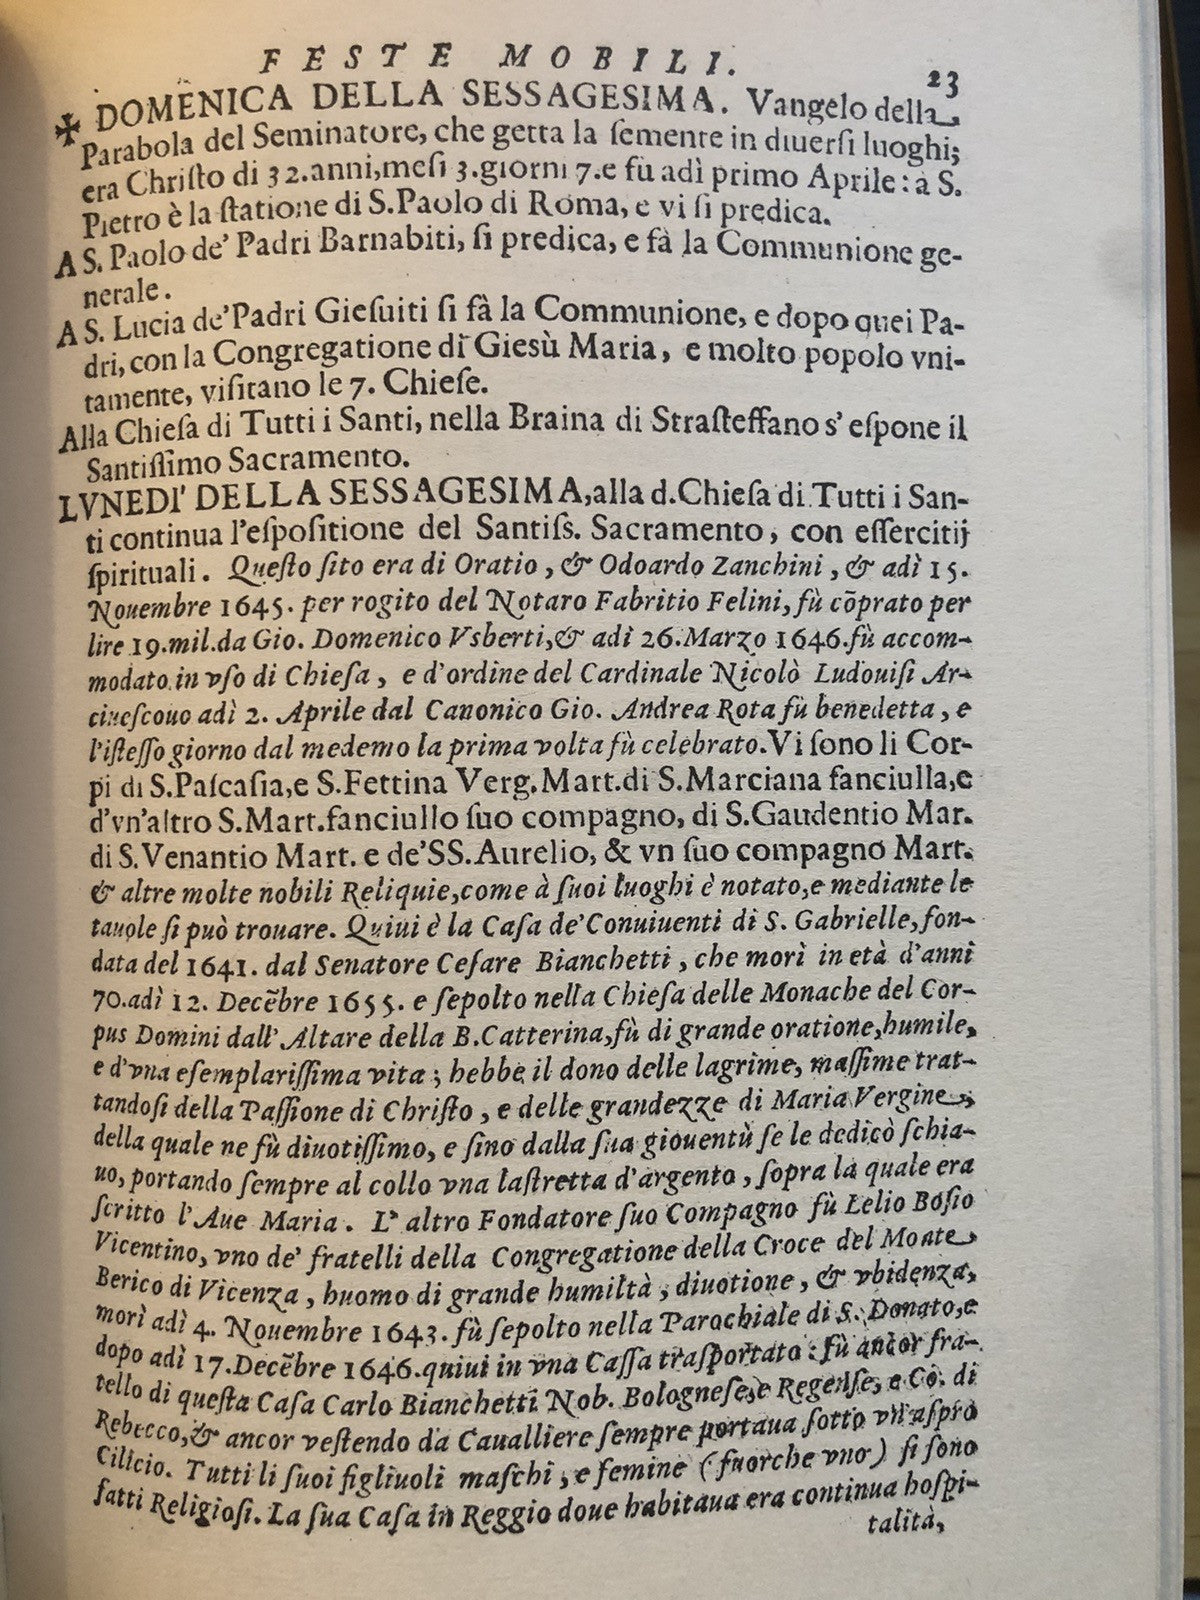 FESTE MOBILI. 23
✠ DOMENICA DELLA SESSAGESIMA. Vangelo della
Parabola del Seminatore, che getta la ſemente in diuerſi luoghi;
era Chriſto di 32.anni,meſi 3.giorni 7.e fù adì primo Aprile: à S.
Pietro è la ſtatione di S.Paolo di Roma, e vi ſi predica.
A S. Paolo de' Padri Barnabiti, ſi predica, e fà la Communione ge-
nerale.
A S. Lucia de'Padri Gieſuiti ſi fà la Communione, e dopo quei Pa-
dri, con la Congregatione di Giesù Maria, e molto popolo vni-
tamente, viſitano le 7. Chieſe.
Alla Chieſa di Tutti i Santi, nella Braina di Straſteffano s'eſpone il
Santiſſimo Sacramento.
LVNEDI' DELLA SESSAGESIMA,alla d.Chieſa di Tutti i San-
ti continua l'eſpoſitione del Santiſs. Sacramento, con eſſercitij
ſpirituali. Queſto ſito era di Oratio, & Odoardo Zanchini, & adì 15.
Nouembre 1645. per rogito del Notaro Fabritio Felini, fù cōprato per
lire 19.mil.da Gio. Domenico Vsberti,& adì 26.Marzo 1646.fù accom-
modato in vſo di Chieſa, e d'ordine del Cardinale Nicolò Ludouiſi Ar-
ciueſcouo adì 2. Aprile dal Canonico Gio. Andrea Rota fù benedetta, e
l'iſteſſo giorno dal medemo la prima volta fù celebrato.Vi ſono li Cor-
pi di S.Paſcaſia,e S.Fettina Verg.Mart.di S.Marciana fanciulla,e
d'vn'altro S.Mart.fanciullo ſuo compagno, di S.Gaudentio Mar.
di S.Venantio Mart. e de'SS.Aurelio, & vn ſuo compagno Mart.
& altre molte nobili Reliquie,come à ſuoi luoghi è notato,e mediante le
tauole ſi può trouare. Quiui è la Caſa de'Conuiuenti di S. Gabrielle,fon-
data del 1641. dal Senatore Ceſare Bianchetti, che morì in età d'anni
70.adì 12. Decēbre 1655. e ſepolto nella Chieſa delle Monache del Cor-
pus Domini dall'Altare della B.Catterina,fù di grande oratione,humile,
e d'vna eſemplariſſima vita; hebbe il dono delle lagrime, maſſime trat-
tandoſi della Paſſione di Chriſto, e delle grandezze di Maria Vergine,
della quale ne fù diuotiſſimo, e ſino dalla ſua giouentù ſe le dedicò ſchia-
uo, portando ſempre al collo vna laſtretta d'argento, ſopra la quale era
ſcritto l'Aue Maria. L'altro Fondatore ſuo Compagno fù Lelio Boſio
Vicentino, vno de' fratelli della Congregatione della Croce del Monte
Berico di Vicenza, huomo di grande humiltà, diuotione, & vbidenza,
morì adì 4. Nouembre 1643. fù ſepolto nella Parochiale di S. Donato,e
dopo adì 17.Decēbre 1646.quiui in vna Caſſa traſportato: fù ancor fra-
tello di queſta Caſa Carlo Bianchetti Nob. Bologneſe,e Regenſe, e Cō. di
Rebecco,& ancor veſtendo da Caualliere ſempre portaua ſotto vn'aſpro
Cilicio. Tutti li ſuoi figliuoli maſchi, e femine (fuorche vno) ſi ſono
fatti Religioſi. La ſua Caſa in Reggio doue habitaua era continua hoſpi-
talità,